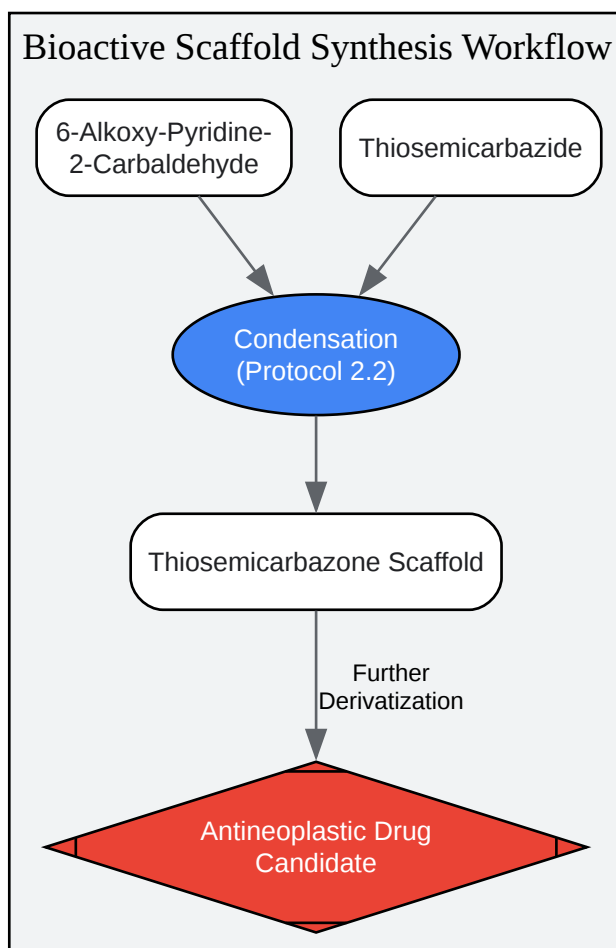 Bioactive Scaffold Synthesis Workflow
6-Alkoxy-Pyridine-
2-Carbaldehyde
Thiosemicarbazide
Condensation
(Protocol 2.2)
Thiosemicarbazone Scaffold
Further
Derivatization
Antineoplastic Drug
Candidate